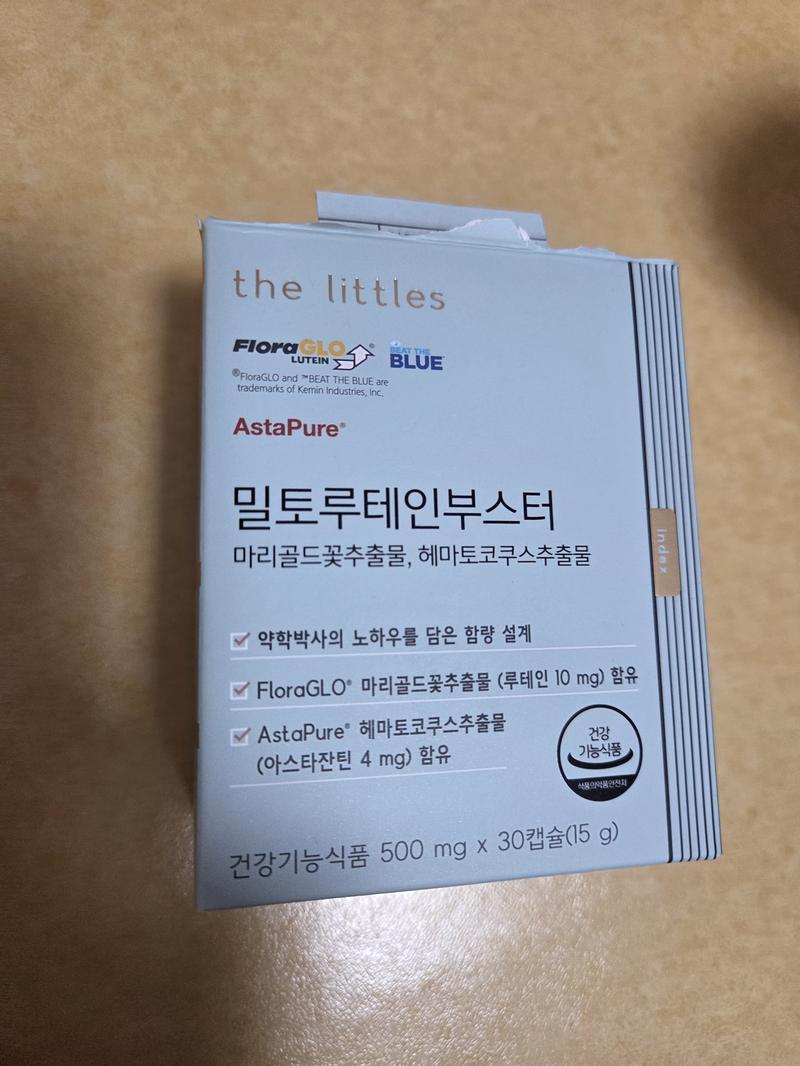 the littles
FloraGLO®
LUTEIN
BEAT THE
BLUE™
®FloraGLO and ™BEAT THE BLUE are
trademarks of Kemin Industries, Inc.
AstaPure®
밀토루테인부스터
마리골드꽃추출물, 헤마토코쿠스추출물
index
약학박사의 노하우를 담은 함량 설계
FloraGLO® 마리골드꽃추출물 (루테인 10 mg) 함유
AstaPure® 헤마토코쿠스추출물
(아스타잔틴 4 mg) 함유
건강
기능식품
식품의약품안전처
건강기능식품 500 mg x 30캡슐(15 g)